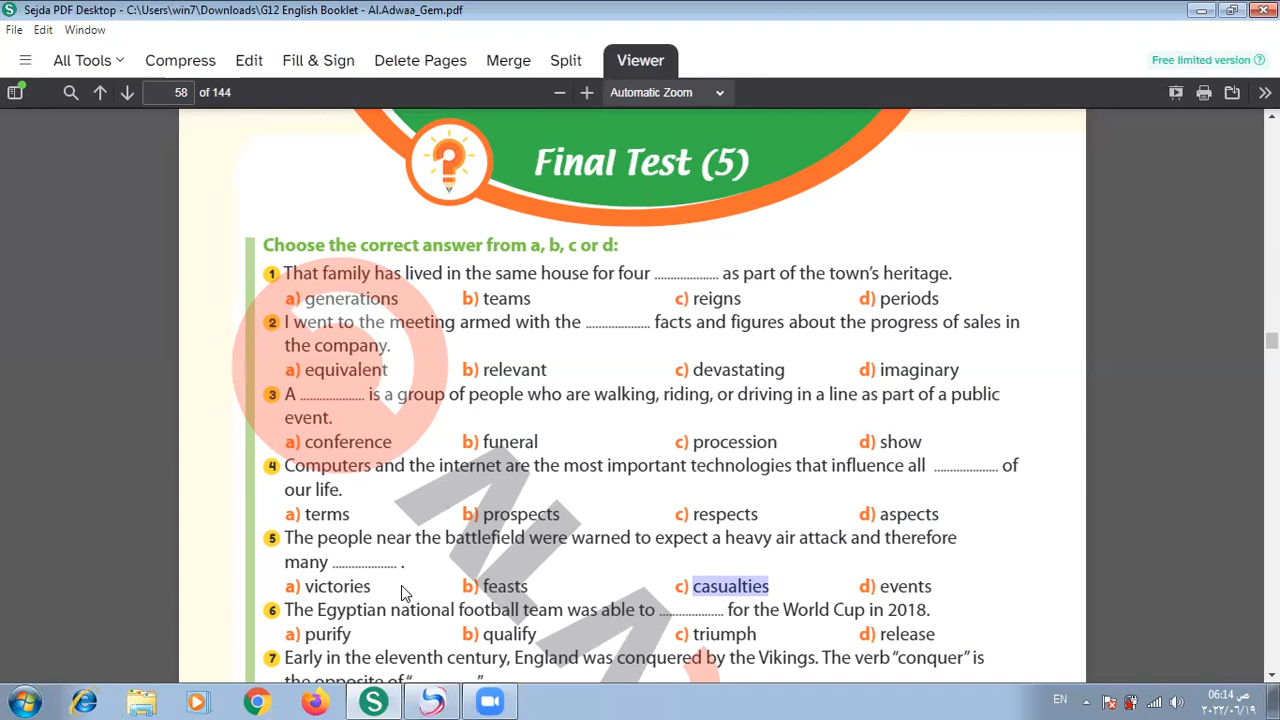 Sejda PDF Desktop - C:\Users\win7\Downloads\G12 English Booklet - Al.Adwaa_Gem.pdf
File Edit Window
All Tools Compress Edit Fill & Sign Delete Pages Merge Split Viewer Free limited version
58 of 144 Automatic Zoom
Final Test (5)
Choose the correct answer from a, b, c or d:
1 That family has lived in the same house for four ................... as part of the town's heritage.
a) generations b) teams c) reigns d) periods
2 I went to the meeting armed with the ................... facts and figures about the progress of sales in
the company.
a) equivalent b) relevant c) devastating d) imaginary
3 A ................... is a group of people who are walking, riding, or driving in a line as part of a public
event.
a) conference b) funeral c) procession d) show
4 Computers and the internet are the most important technologies that influence all ................... of
our life.
a) terms b) prospects c) respects d) aspects
5 The people near the battlefield were warned to expect a heavy air attack and therefore
many ................... .
a) victories b) feasts c) casualties d) events
6 The Egyptian national football team was able to ................... for the World Cup in 2018.
a) purify b) qualify c) triumph d) release
7 Early in the eleventh century, England was conquered by the Vikings. The verb "conquer" is
the opposite of "................... "
EN 06:14 ص
٢٠٢٢/٠٦/١٩